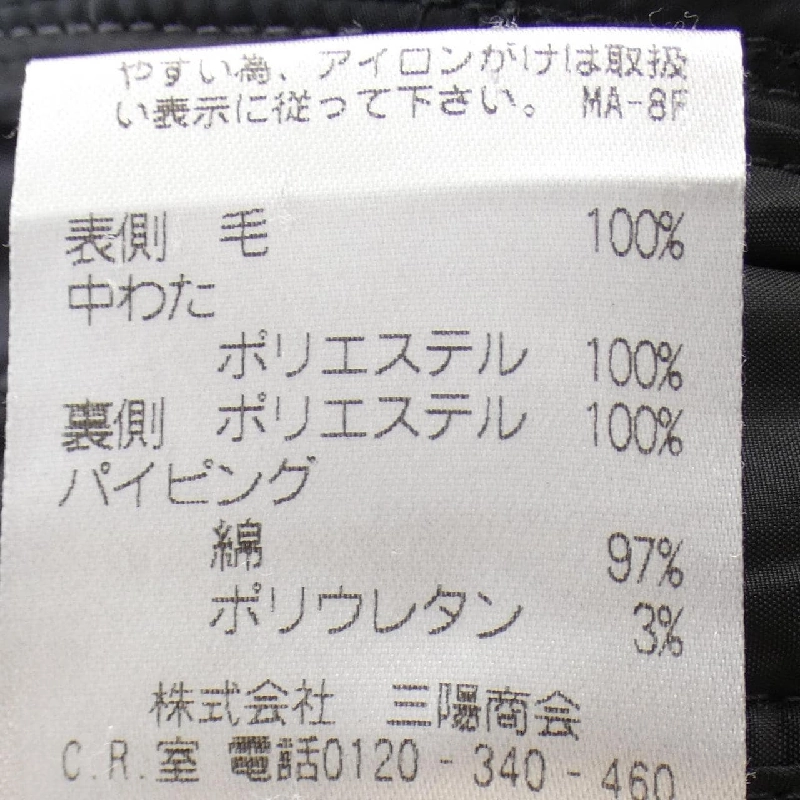 やすい為、アイロンがけは取扱
い表示に従って下さい。 MA-8F
表側 毛 100%
中わた
ポリエステル 100%
裏側 ポリエステル 100%
パイピング
綿 97%
ポリウレタン 3%
株式会社 三陽商会
C.R.室 電話0120-340-460